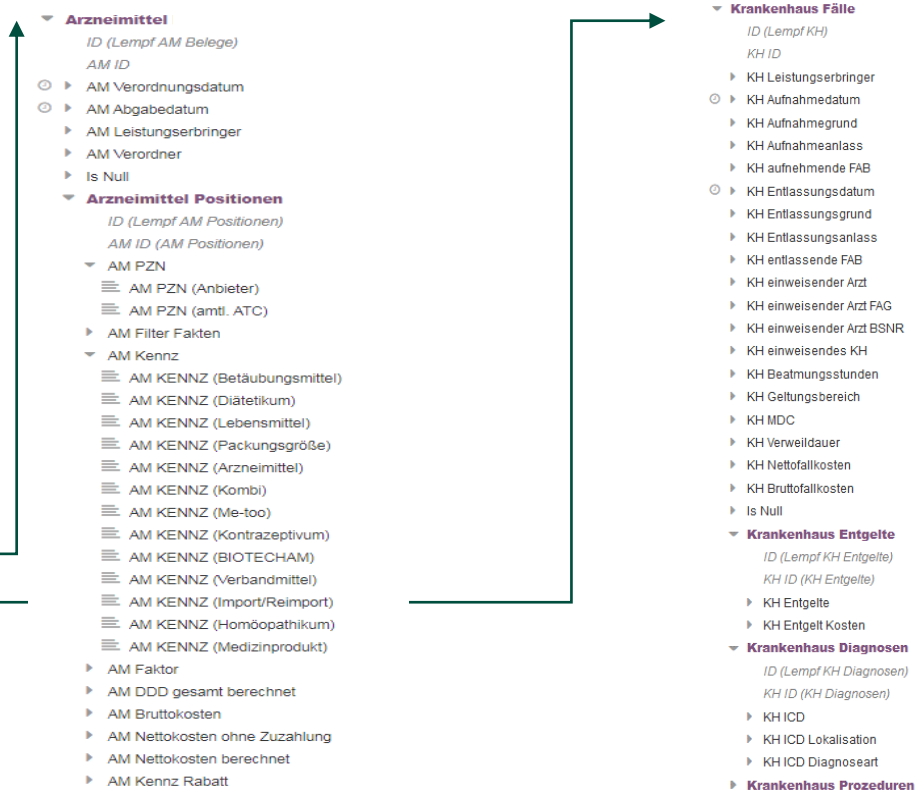 Arzneimittel
ID (Lempf AM Belege)
AM ID
AM Verordnungsdatum
AM Abgabedatum
AM Leistungserbringer
AM Verordner
Is Null
Arzneimittel Positionen
ID (Lempf AM Positionen)
AM ID (AM Positionen)
AM PZN
AM PZN (Anbieter)
AM PZN (amtl. ATC)
AM Filter Fakten
AM Kennz
AM KENNZ (Betäubungsmittel)
AM KENNZ (Diätetikum)
AM KENNZ (Lebensmittel)
AM KENNZ (Packungsgröße)
AM KENNZ (Arzneimittel)
AM KENNZ (Kombi)
AM KENNZ (Me-too)
AM KENNZ (Kontrazeptivum)
AM KENNZ (BIOTECHAM)
AM KENNZ (Verbandmittel)
AM KENNZ (Import/Reimport)
AM KENNZ (Homöopathikum)
AM KENNZ (Medizinprodukt)
AM Faktor
AM DDD gesamt berechnet
AM Bruttokosten
AM Nettokosten ohne Zuzahlung
AM Nettokosten berechnet
AM Kennz Rabatt
Krankenhaus Fälle
ID (Lempf KH)
KH ID
KH Leistungserbringer
KH Aufnahmedatum
KH Aufnahmegrund
KH Aufnahmeanlass
KH aufnehmende FAB
KH Entlassungsdatum
KH Entlassungsgrund
KH Entlassungsanlass
KH entlassende FAB
KH einweisender Arzt
KH einweisender Arzt FAG
KH einweisender Arzt BSNR
KH einweisendes KH
KH Beatmungsstunden
KH Geltungsbereich
KH MDC
KH Verweildauer
KH Nettofallkosten
KH Bruttofallkosten
Is Null
Krankenhaus Entgelte
ID (Lempf KH Entgelte)
KH ID (KH Entgelte)
KH Entgelte
KH Entgelt Kosten
Krankenhaus Diagnosen
ID (Lempf KH Diagnosen)
KH ID (KH Diagnosen)
KH ICD
KH ICD Lokalisation
KH ICD Diagnoseart
Krankenhaus Prozeduren